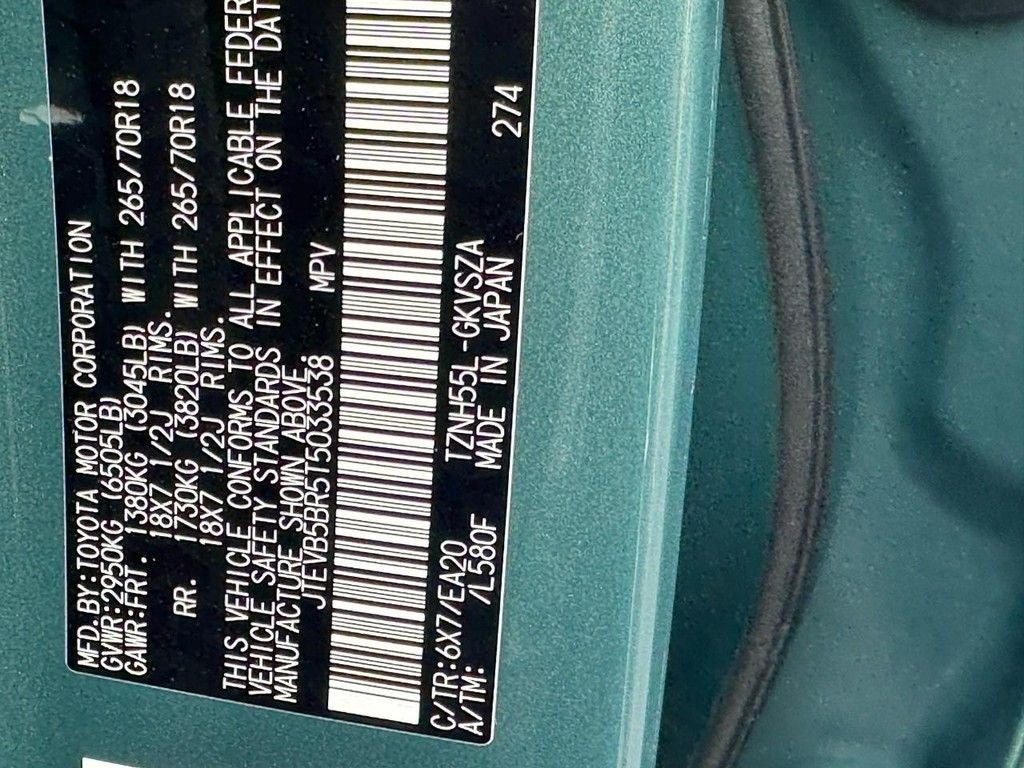 MFD.BY:TOYOTA MOTOR CORPORATION
GVWR:2950KG (6505LB)
GAWR:FRT. 1380KG (3045LB) WITH 265/70R18
18X7 1/2J RIMS.
RR. 1730KG (3820LB) WITH 265/70R18
18X7 1/2J RIMS.
THIS VEHICLE CONFORMS TO ALL APPLICABLE FEDER
VEHICLE SAFETY STANDARDS IN EFFECT ON THE DAT
MANUFACTURE SHOWN ABOVE.
JTEVB5BR5T5033538 MPV
C/TR:6X7/EA20 TZNH55L-GKVSZA 274
A/TM: /L580F MADE IN JAPAN